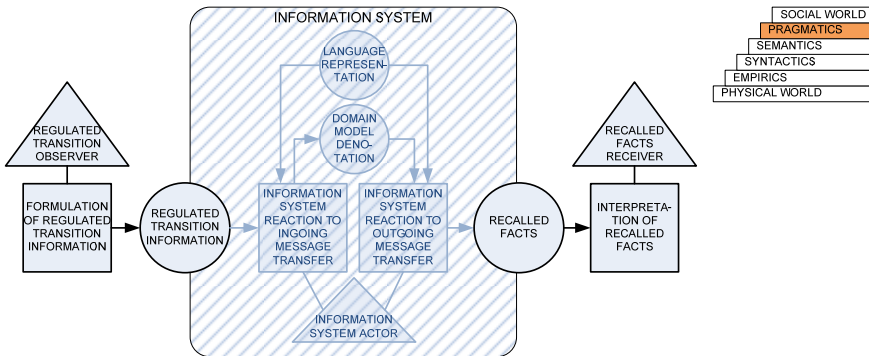 INFORMATION SYSTEM
SOCIAL WORLD
PRAGMATICS
SEMANTICS
SYNTACTICS
EMPIRICS
PHYSICAL WORLD
LANGUAGE
REPRESEN-
TATION
DOMAIN
MODEL
DENO-
TATION
REGULATED
TRANSITION
OBSERVER
RECALLED
FACTS
RECEIVER
FORMULATION
OF REGULATED
TRANSITION
INFORMATION
REGULATED
TRANSITION
INFORMATION
INFORMATION
SYSTEM
REACTION TO
INGOING
MESSAGE
TRANSFER
INFORMATION
SYSTEM
REACTION TO
OUTGOING
MESSAGE
TRANSFER
RECALLED
FACTS
INTERPRETA-
TION OF
RECALLED
FACTS
INFORMATION
SYSTEM ACTOR